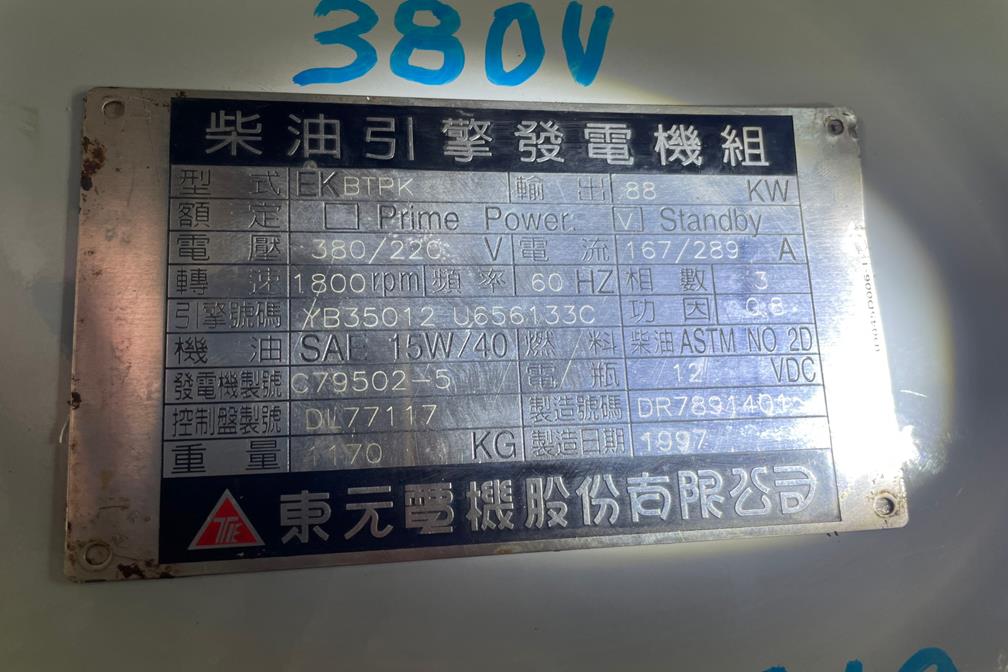 380V
柴油引擎發電機組
型式 EKBTPK 輸出 88 KW
額定 □ Prime Power. ☑ Standby
電壓 380/220 V 電流 167/289 A
轉速 1800rpm 頻率 60 HZ 相數 3
引擎號碼 YB35012 U656133C 功因 0.8
機油 SAE 15W/40 燃料 柴油 ASTM NO 2D
發電機製號 C79502-5 電瓶 12 VDC
控制盤製號 DL77117 製造號碼 DR7891401
重量 1170 KG 製造日期 1997
東元電機股份有限公司